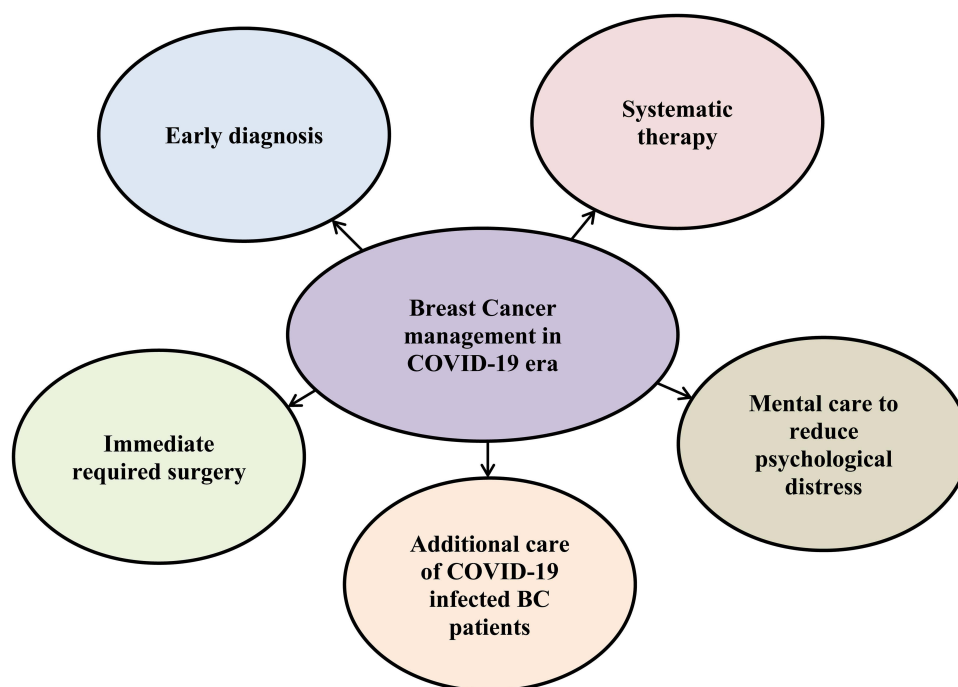 Early diagnosis
Systematic
therapy
Breast Cancer
management in
COVID-19 era
Immediate
required surgery
Mental care to
reduce
psychological
distress
Additional care
of COVID-19
infected BC
patients